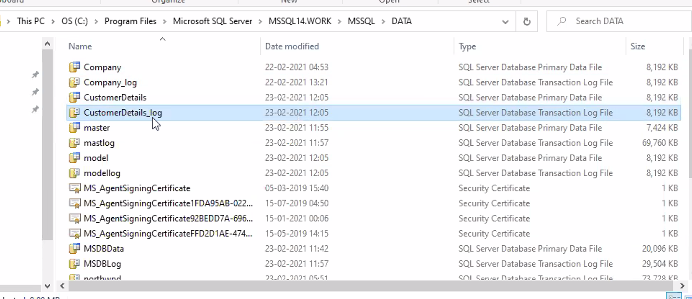 Organize
Select
This PC > OS (C:) > Program Files > Microsoft SQL Server > MSSQL14.WORK > MSSQL > DATA
Search DATA
Name Date modified Type Size
Company 22-02-2021 04:53 SQL Server Database Primary Data File 8,192 KB
Company_log 22-02-2021 13:21 SQL Server Database Transaction Log File 8,192 KB
CustomerDetails 23-02-2021 12:05 SQL Server Database Primary Data File 8,192 KB
CustomerDetails_log 23-02-2021 12:05 SQL Server Database Transaction Log File 8,192 KB
master 23-02-2021 11:55 SQL Server Database Primary Data File 7,424 KB
mastlog 23-02-2021 11:55 SQL Server Database Transaction Log File 69,760 KB
model 23-02-2021 12:05 SQL Server Database Primary Data File 8,192 KB
modellog 23-02-2021 12:05 SQL Server Database Transaction Log File 8,192 KB
MS_AgentSigningCertificate 05-03-2019 15:40 Security Certificate 1 KB
MS_AgentSigningCertificate1FDA95AB-022... 15-07-2021 04:50 Security Certificate 1 KB
MS_AgentSigningCertificate92BEDD7A-696... 15-01-2021 00:06 Security Certificate 1 KB
MS_AgentSigningCertificateFFD2D1AE-474... 15-05-2019 14:15 Security Certificate 1 KB
MSDBData 23-02-2021 11:42 SQL Server Database Primary Data File 20,096 KB
MSDBLog 23-02-2021 11:57 SQL Server Database Transaction Log File 29,504 KB
northwnd 23-02-2021 05:51 SQL Server Database Primary Data File 73,728 KB